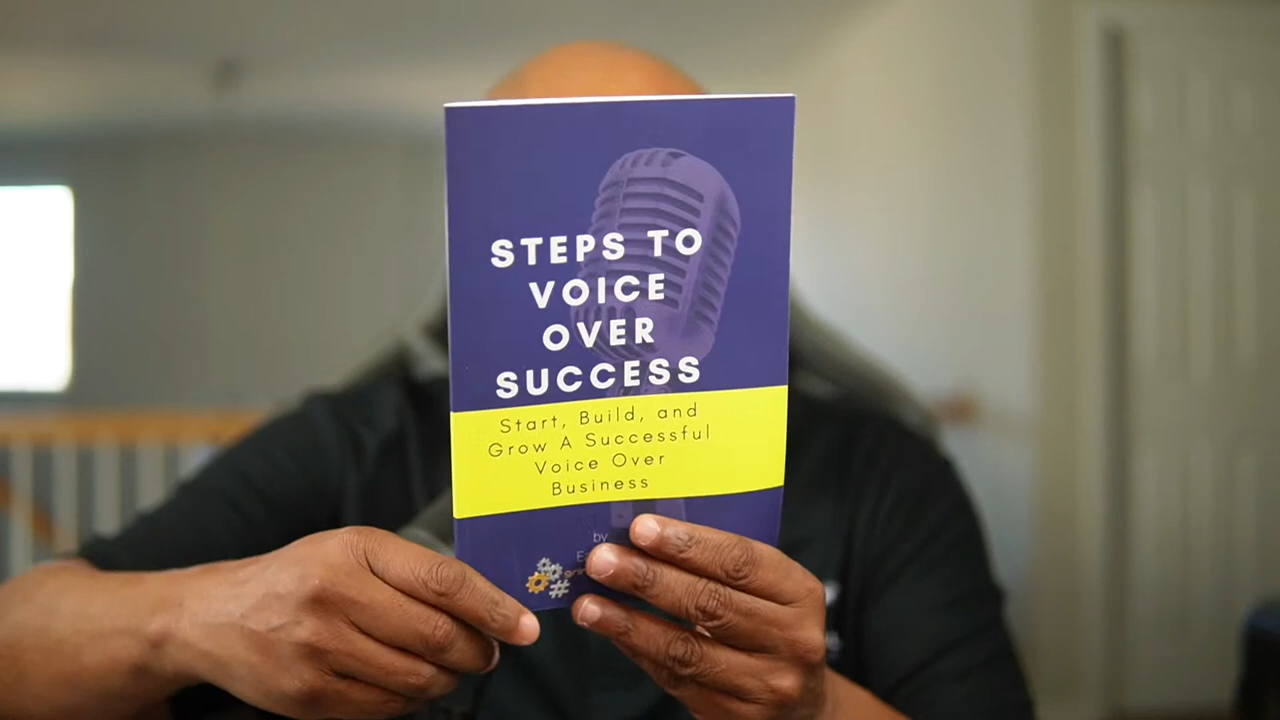 STEPS TO
VOICE
OVER
SUCCESS
Start, Build, and
Grow A Successful
Voice Over
Business
by